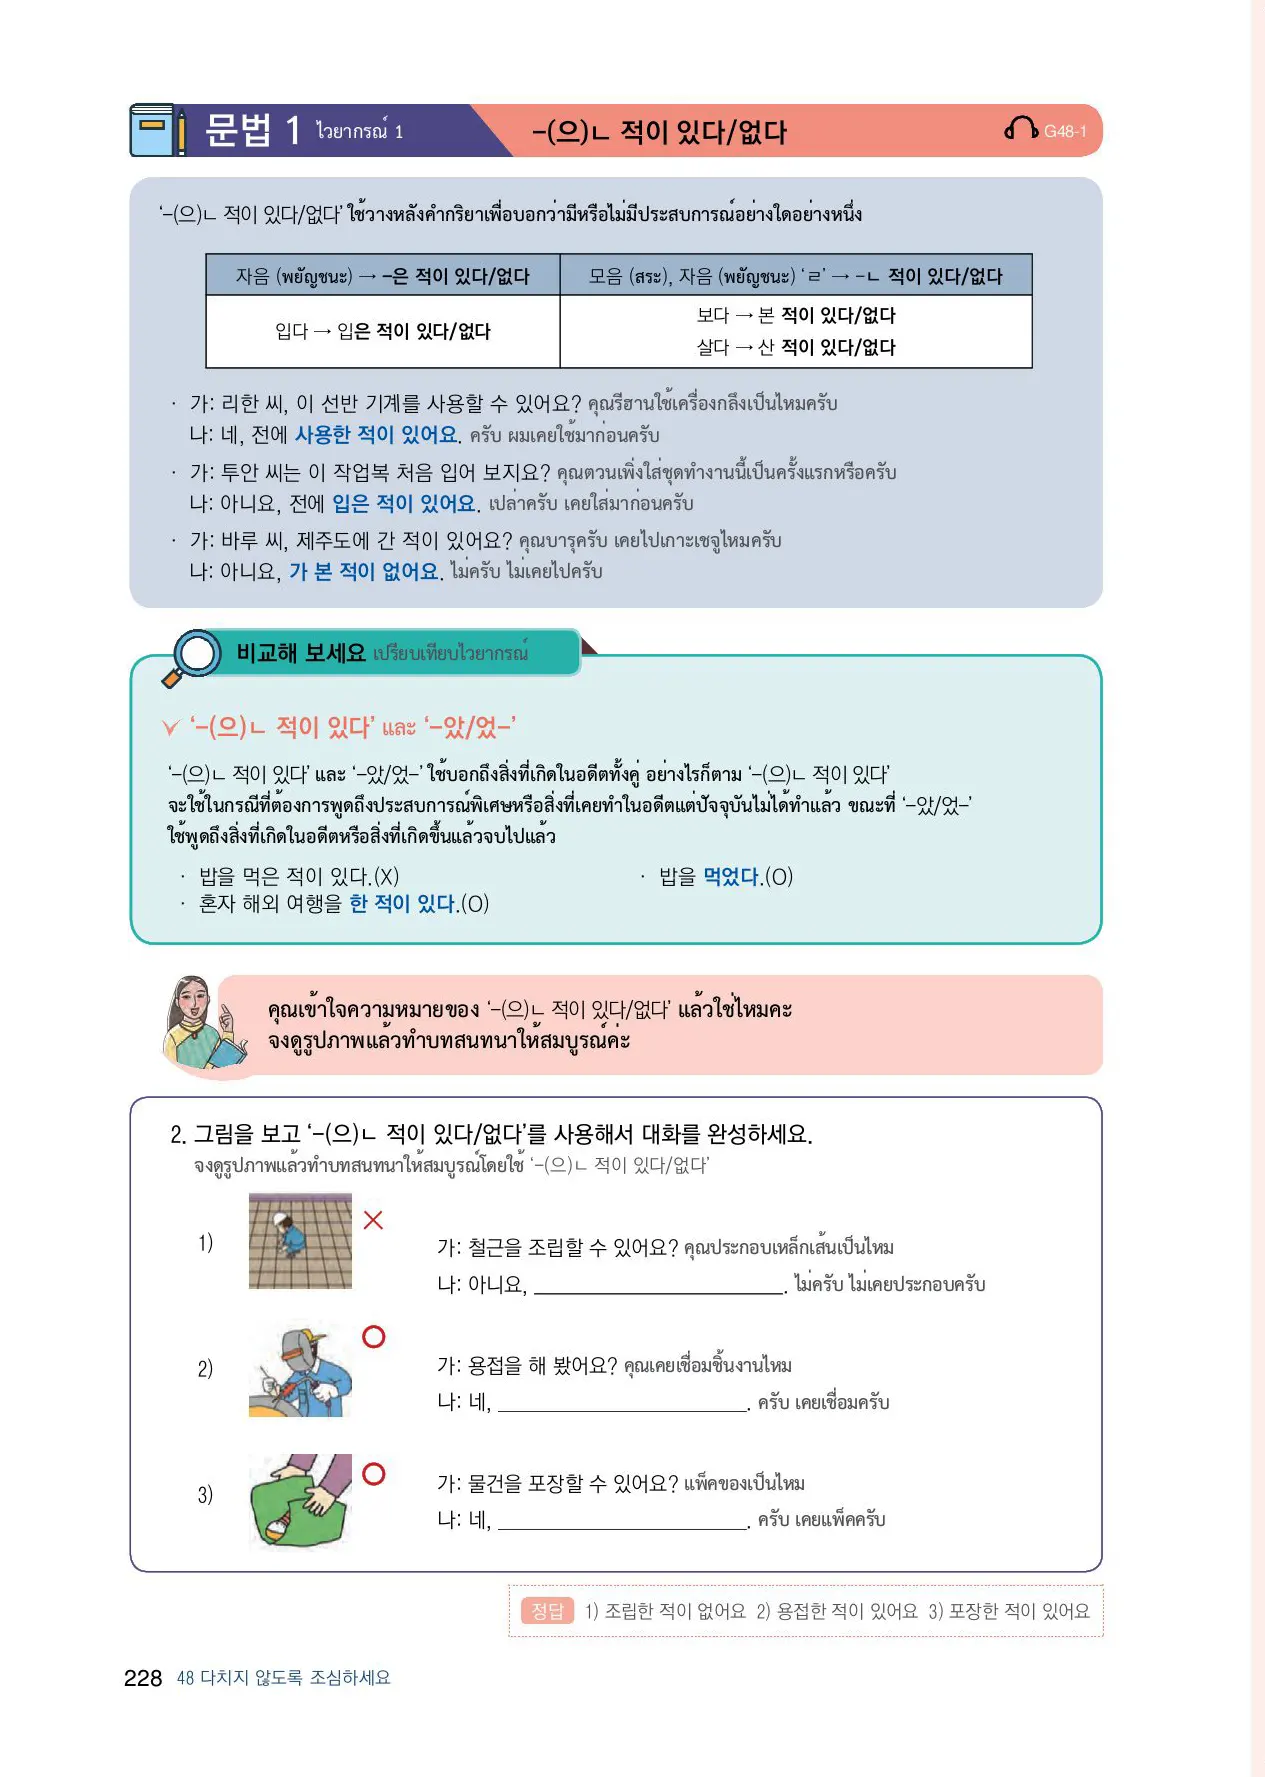 문법 1 ไวยากรณ์ 1 -(으)ㄴ 적이 있다/없다 G48-1
‘-(으)ㄴ 적이 있다/없다’ ใช้วางหลังคำกริยาเพื่อบอกว่ามีหรือไม่มีประสบการณ์อย่างใดอย่างหนึ่ง
자음 (พยัญชนะ) → -은 적이 있다/없다
모음 (สระ), 자음 (พยัญชนะ) ‘ㄹ’ → -ㄴ 적이 있다/없다
입다 → 입은 적이 있다/없다
보다 → 본 적이 있다/없다
살다 → 산 적이 있다/없다
· 가: 리한 씨, 이 선반 기계를 사용할 수 있어요? คุณรีฮานใช้เครื่องกลึงเป็นไหมครับ
나: 네, 전에 사용한 적이 있어요. ครับ ผมเคยใช้มาก่อนครับ
· 가: 투안 씨는 이 작업복 처음 입어 보지요? คุณตวนเพิ่งใส่ชุดทำงานนี้เป็นครั้งแรกหรือครับ
나: 아니요, 전에 입은 적이 있어요. เปล่าครับ เคยใส่มาก่อนครับ
· 가: 바루 씨, 제주도에 간 적이 있어요? คุณบารุครับ เคยไปเกาะเชจูไหมครับ
나: 아니요, 가 본 적이 없어요. ไม่ครับ ไม่เคยไปครับ
비교해 보세요 เปรียบเทียบไวยากรณ์
‘-(으)ㄴ 적이 있다’ และ ‘-았/었-’
‘-(으)ㄴ 적이 있다’ และ ‘-았/었-’ ใช้บอกถึงสิ่งที่เกิดในอดีตทั้งคู่ อย่างไรก็ตาม ‘-(으)ㄴ 적이 있다’
จะใช้ในกรณีที่ต้องการพูดถึงประสบการณ์พิเศษหรือสิ่งที่เคยทำในอดีตแต่ปัจจุบันไม่ได้ทำแล้ว ขณะที่ ‘-았/었-’
ใช้พูดถึงสิ่งที่เกิดในอดีตหรือสิ่งที่เกิดขึ้นแล้วจบไปแล้ว
· 밥을 먹은 적이 있다.(X) · 밥을 먹었다.(O)
· 혼자 해외 여행을 한 적이 있다.(O)
คุณเข้าใจความหมายของ ‘-(으)ㄴ 적이 있다/없다’ แล้วใช่ไหมคะ
จงดูรูปภาพแล้วทำบทสนทนาให้สมบูรณ์ค่ะ
2. 그림을 보고 ‘-(으)ㄴ 적이 있다/없다’를 사용해서 대화를 완성하세요.
จงดูรูปภาพแล้วทำบทสนทนาให้สมบูรณ์โดยใช้ ‘-(으)ㄴ 적이 있다/없다’
1)
가: 철근을 조립할 수 있어요? คุณประกอบเหล็กเส้นเป็นไหม
나: 아니요, ____________________. ไม่ครับ ไม่เคยประกอบครับ
2)
가: 용접을 해 봤어요? คุณเคยเชื่อมชิ้นงานไหม
나: 네, ____________________. ครับ เคยเชื่อมครับ
3)
가: 물건을 포장할 수 있어요? แพ็คของเป็นไหม
나: 네, ____________________. ครับ เคยแพ็คครับ
정답 1) 조립한 적이 없어요 2) 용접한 적이 있어요 3) 포장한 적이 있어요
228 48 다치지 않도록 조심하세요